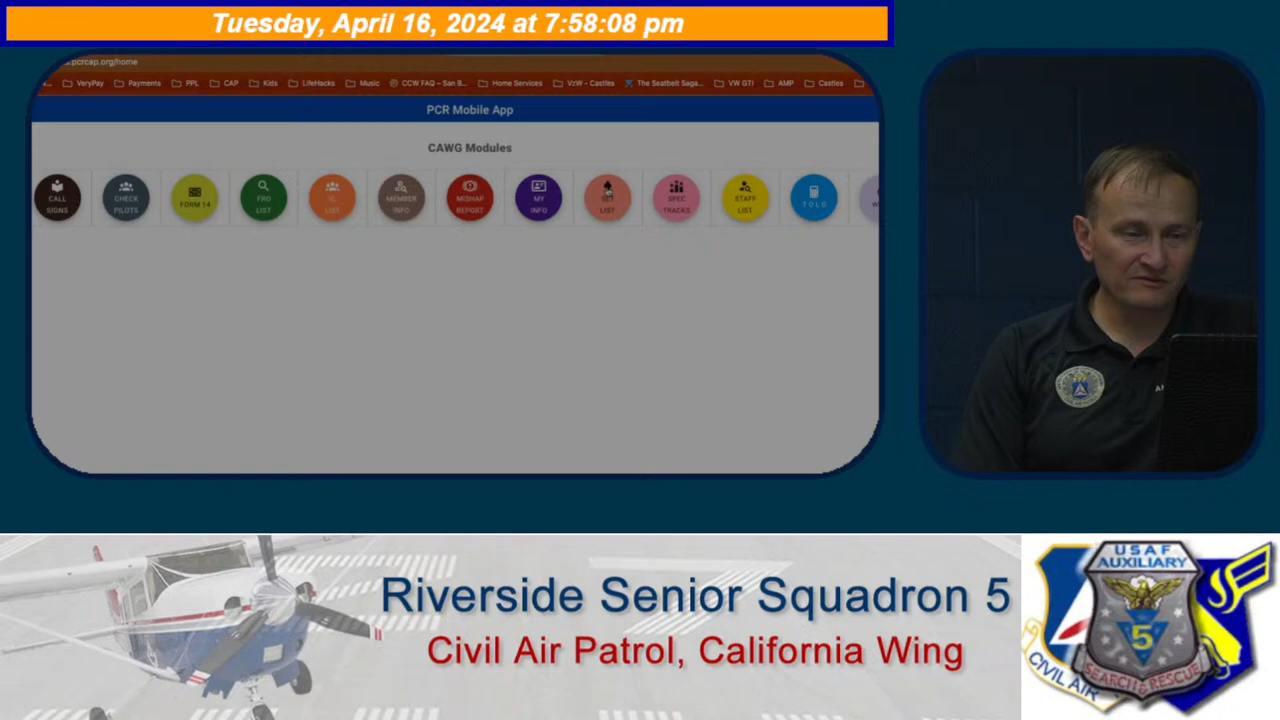 Tuesday, April 16, 2024 at 7:58:08 pm
pcrcap.org/home
VeryPay Payments PPL CAP Kids LifeHacks Music CCW FAQ – San B... Home Services VzW - Castles The Seatbelt Saga... VW GTI AMP Castles
PCR Mobile App
CAWG Modules
CALL SIGNS
CHECK PILOTS
FORM 14
FRO LIST
IC LIST
MEMBER INFO
MISHAP REPORT
MY INFO
SET LIST
SPEC TRACKS
STAFF LIST
T O L D
Riverside Senior Squadron 5
Civil Air Patrol, California Wing
USAF
AUXILIARY
5
SEARCH & RESCUE
CIVIL AIR